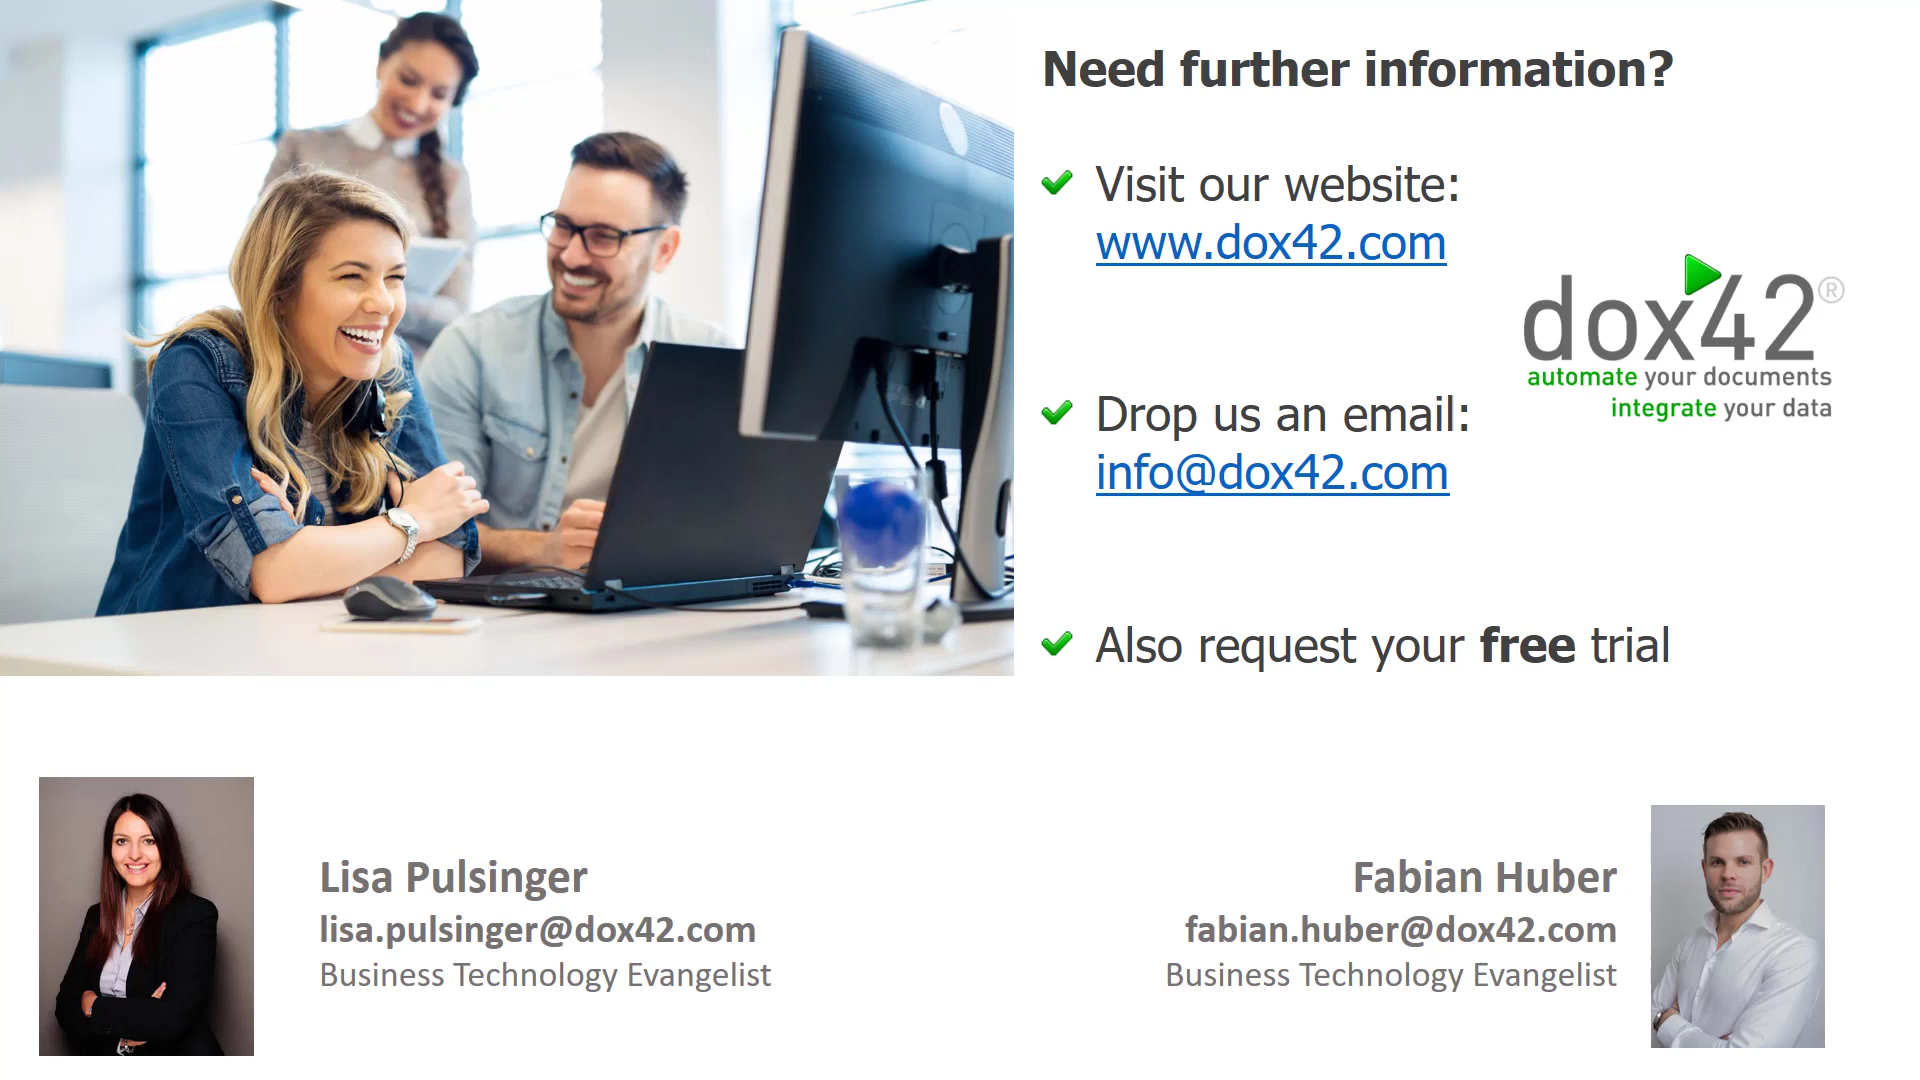 Need further information?
Visit our website:
www.dox42.com
dox42®
automate your documents
integrate your data
Drop us an email:
info@dox42.com
Also request your free trial
Lisa Pulsinger
lisa.pulsinger@dox42.com
Business Technology Evangelist
Fabian Huber
fabian.huber@dox42.com
Business Technology Evangelist